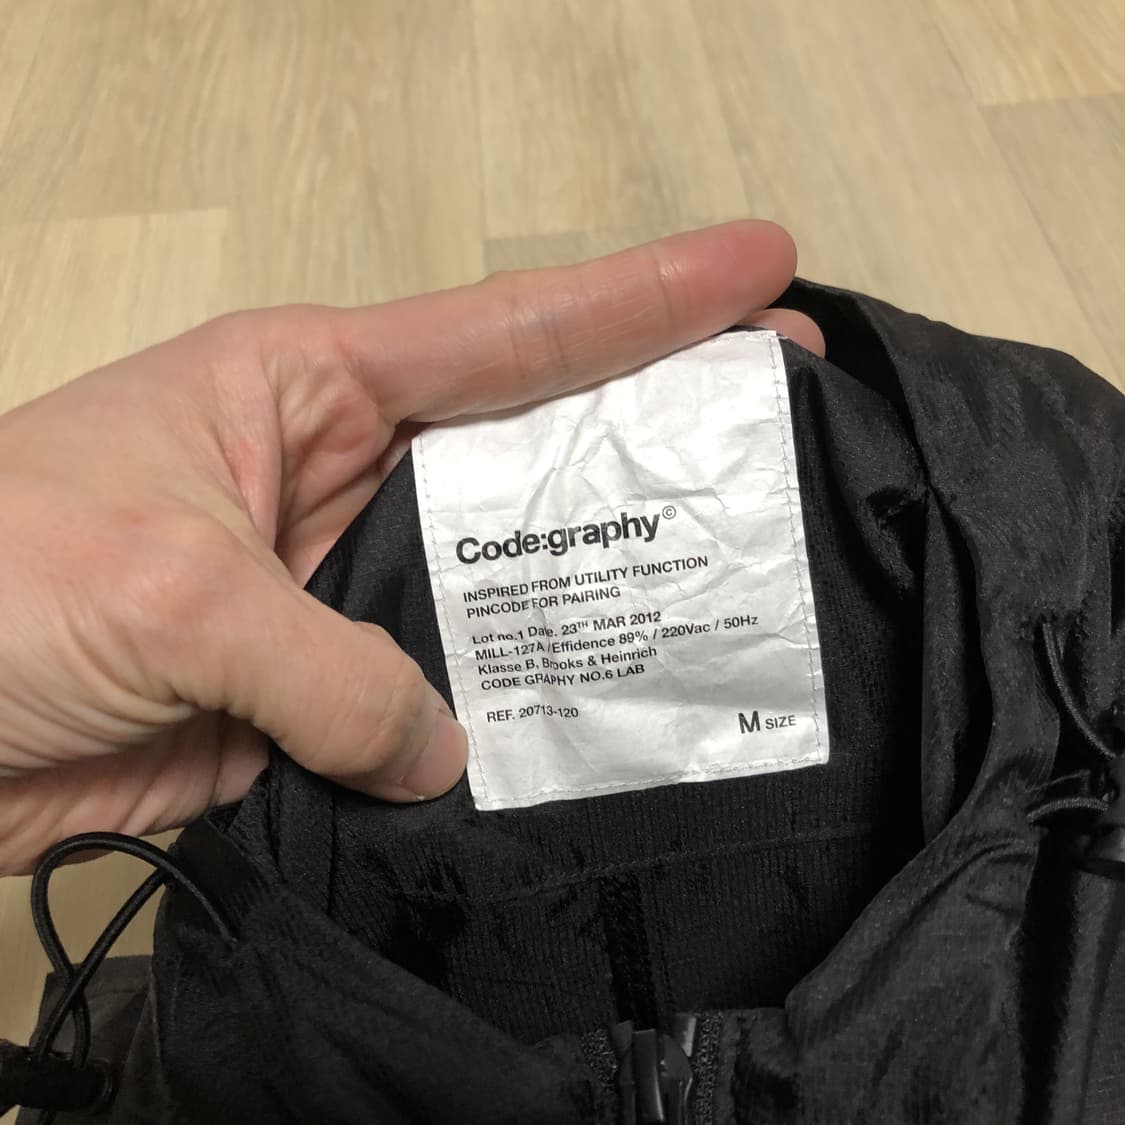 Code:graphy©
INSPIRED FROM UTILITY FUNCTION
PINCODE FOR PAIRING
Lot no.1 Date. 23TH MAR 2012
MILL-127A/Effidence 89% / 220Vac / 50Hz
Klasse B, Brooks & Heinrich
CODE GRAPHY NO.6 LAB
REF. 20713-120
M SIZE